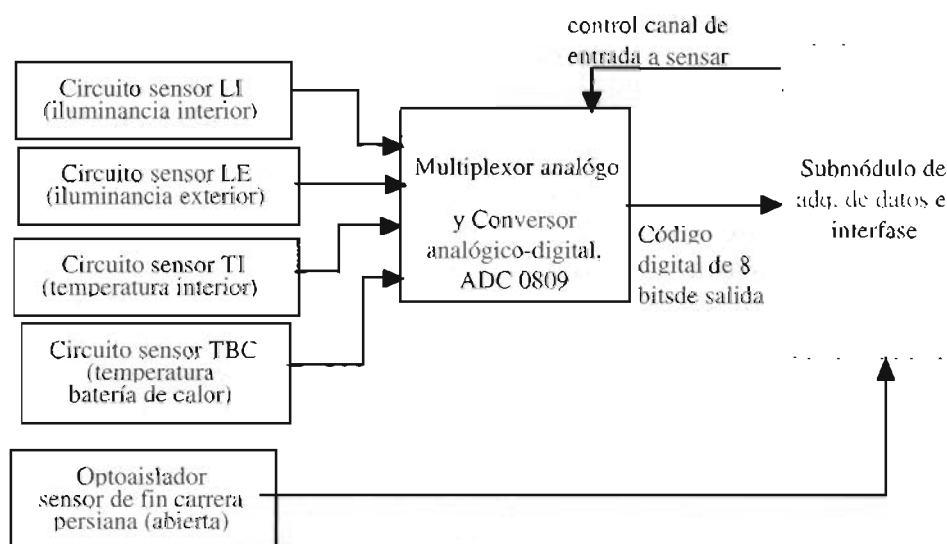 control canal de
entrada a sensar
Circuito sensor LI
(iluminancia interior)
Circuito sensor LE
(iluminancia exterior)
Circuito sensor TI
(temperatura interior)
Circuito sensor TBC
(temperatura
batería de calor)
Optoaislador
sensor de fin carrera
persiana (abierta)
Multiplexor analógo
y Conversor
analógico-digital.
ADC 0809
Código
digital de 8
bitsde salida
Submódulo de
adq. de datos e
interfase